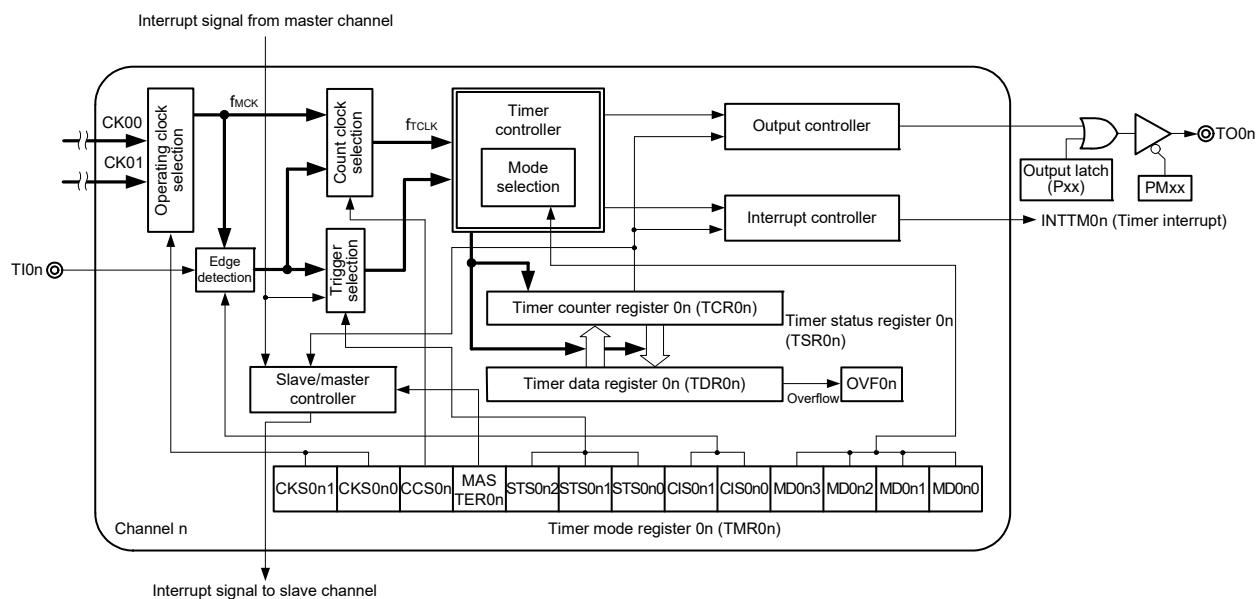 Interrupt signal from master channel
CK00
CK01
Operating clock
selection
fMCK
Count clock
selection
fTCLK
Timer
controller
Mode
selection
Output controller
TO0n
Output latch
(Pxx)
PMxx
Interrupt controller
INTTM0n (Timer interrupt)
TI0n
Edge
detection
Trigger
selection
Timer counter register 0n (TCR0n)
Timer status register 0n
(TSR0n)
Slave/master
controller
Timer data register 0n (TDR0n)
Overflow
OVF0n
CKS0n1
CKS0n0
CCS0n
MAS
TER0n
STS0n2
STS0n1
STS0n0
CIS0n1
CIS0n0
MD0n3
MD0n2
MD0n1
MD0n0
Channel n
Timer mode register 0n (TMR0n)
Interrupt signal to slave channel